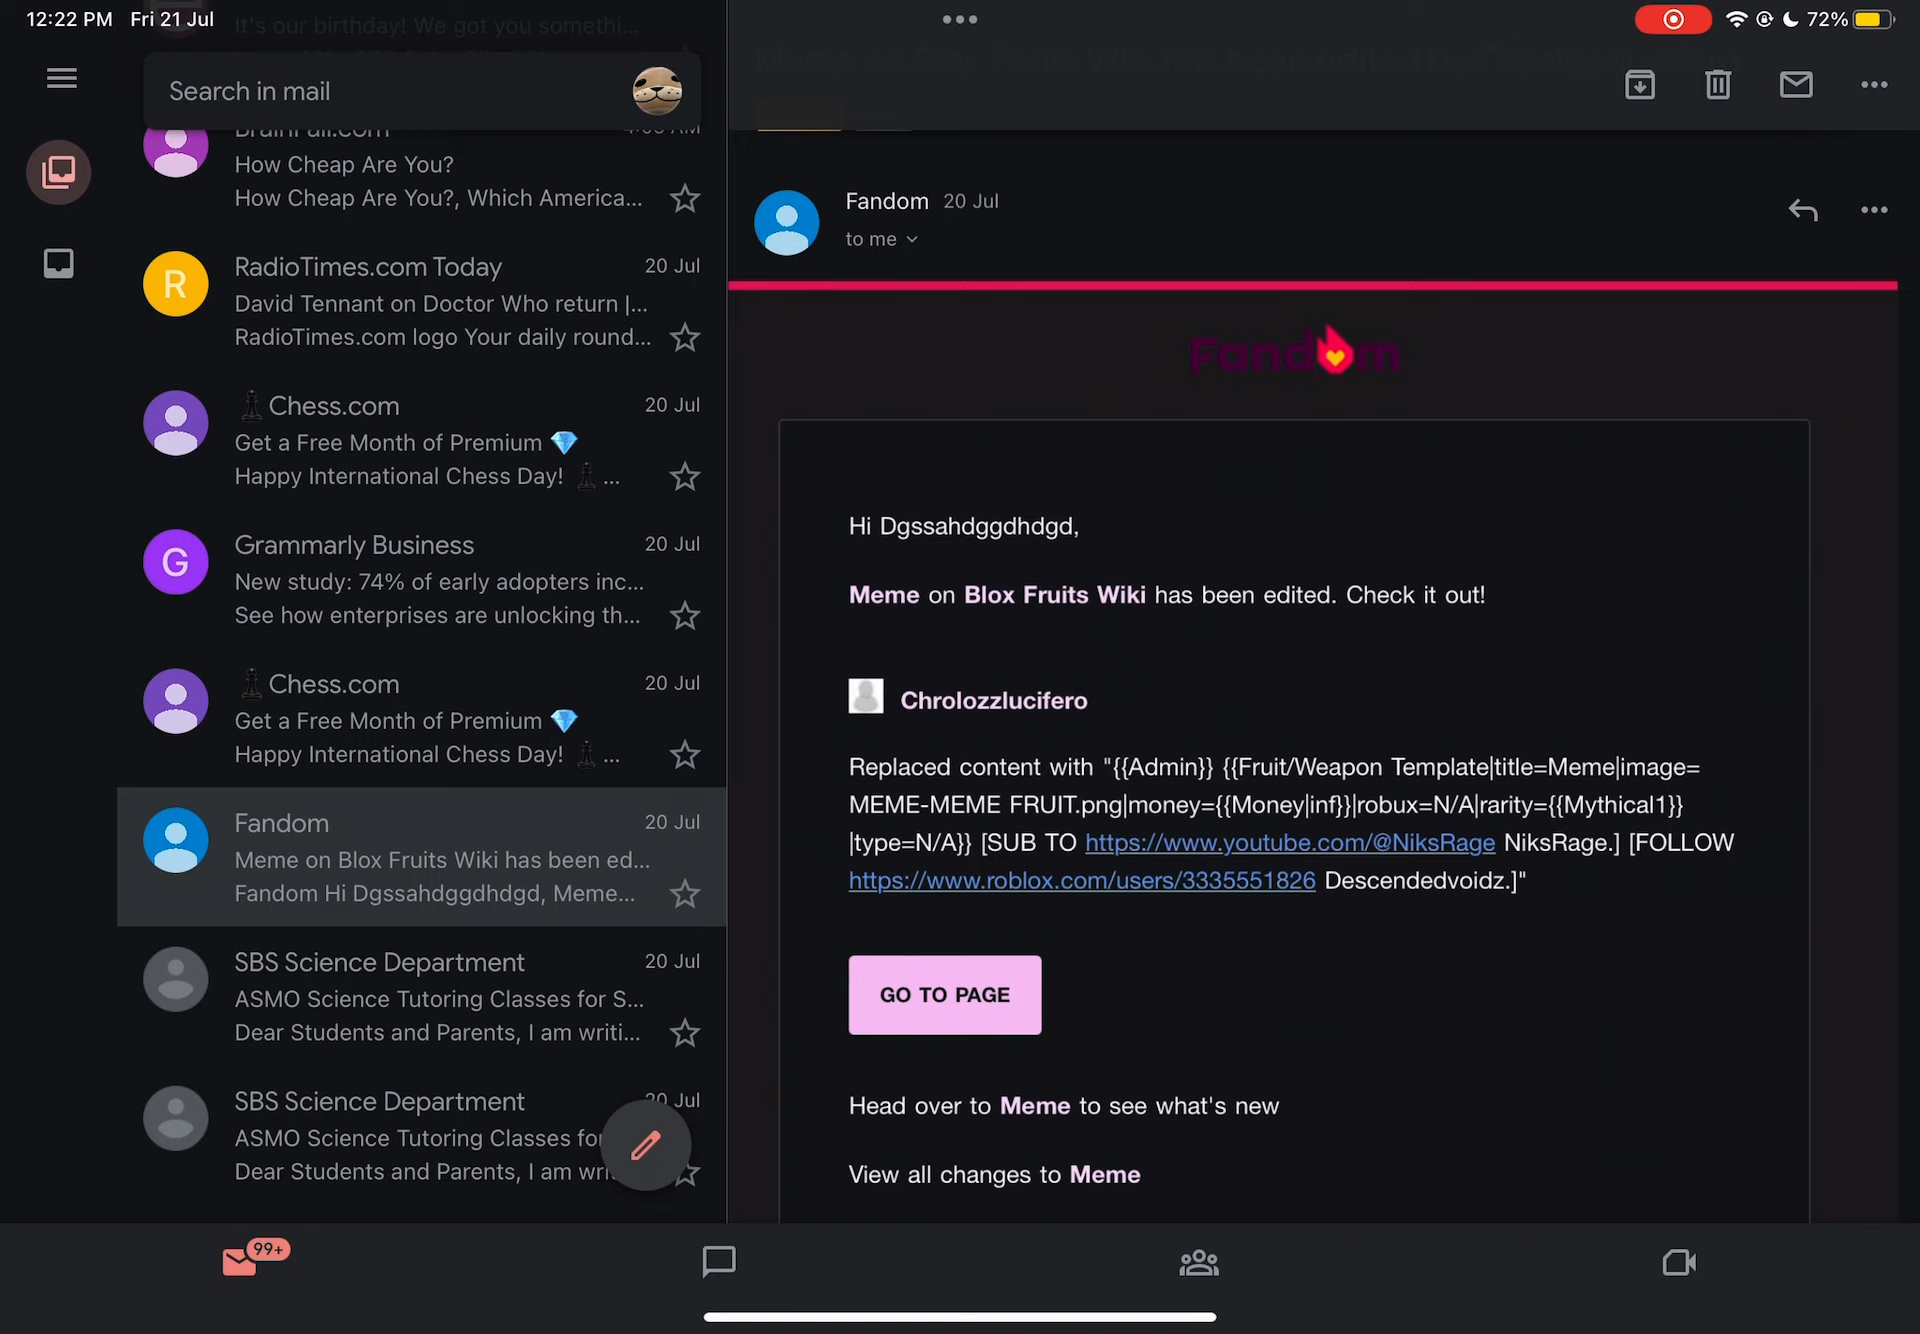 12:22 PM Fri 21 Jul
72%
It's our birthday! We got you somethi...
Search in mail
BrainFall.com
How Cheap Are You?
How Cheap Are You?, Which America...
RadioTimes.com Today 20 Jul
David Tennant on Doctor Who return |...
RadioTimes.com logo Your daily round...
Chess.com 20 Jul
Get a Free Month of Premium 💎
Happy International Chess Day! ♟ ...
G
R
Grammarly Business 20 Jul
New study: 74% of early adopters inc...
See how enterprises are unlocking th...
Chess.com 20 Jul
Get a Free Month of Premium 💎
Happy International Chess Day! ♟ ...
Fandom 20 Jul
Meme on Blox Fruits Wiki has been ed...
Fandom Hi Dgssahdggdhdgd, Meme...
SBS Science Department 20 Jul
ASMO Science Tutoring Classes for S...
Dear Students and Parents, I am writi...
SBS Science Department 20 Jul
ASMO Science Tutoring Classes for
Dear Students and Parents, I am wri
99+
Fandom 20 Jul
to me
Fandom
Hi Dgssahdggdhdgd,
Meme on Blox Fruits Wiki has been edited. Check it out!
Chrolozzlucifero
Replaced content with "{{Admin}} {{Fruit/Weapon Template|title=Meme|image=
MEME-MEME FRUIT.png|money={{Money|inf}}|robux=N/A|rarity={{Mythical1}}
|type=N/A}} [SUB TO https://www.youtube.com/@NiksRage NiksRage.] [FOLLOW
https://www.roblox.com/users/3335551826 Descendedvoidz.]"
GO TO PAGE
Head over to Meme to see what's new
View all changes to Meme